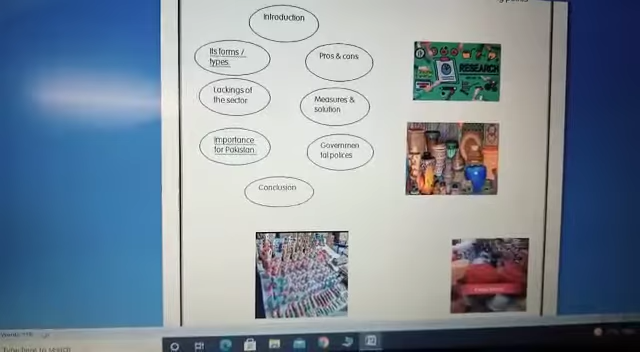 Introduction
Its forms /
types.
Pros & cons
Lackings of
the sector
Measures &
solution
Importance
for Pakistan.
Governmen
tal polices
Conclusion
RESEARCH